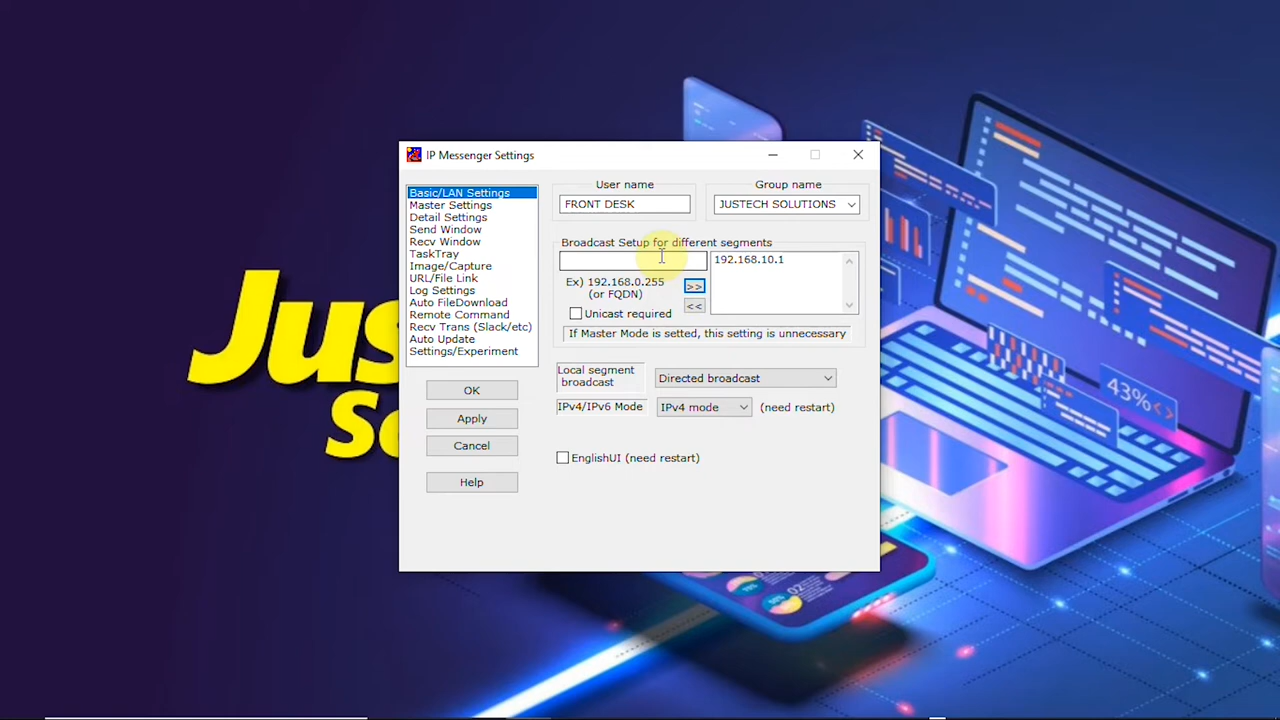 IP Messenger Settings
Basic/LAN Settings
Master Settings
Detail Settings
Send Window
Recv Window
TaskTray
Image/Capture
URL/File Link
Log Settings
Auto FileDownload
Remote Command
Recv Trans (Slack/etc)
Auto Update
Settings/Experiment
OK
Apply
Cancel
Help
User name
FRONT DESK
Group name
JUSTECH SOLUTIONS
Broadcast Setup for different segments
192.168.10.1
Ex) 192.168.0.255
(or FQDN)
>>
<<
Unicast required
If Master Mode is setted, this setting is unnecessary
Local segment
broadcast
Directed broadcast
IPv4/IPv6 Mode
IPv4 mode
(need restart)
EnglishUI (need restart)
43%